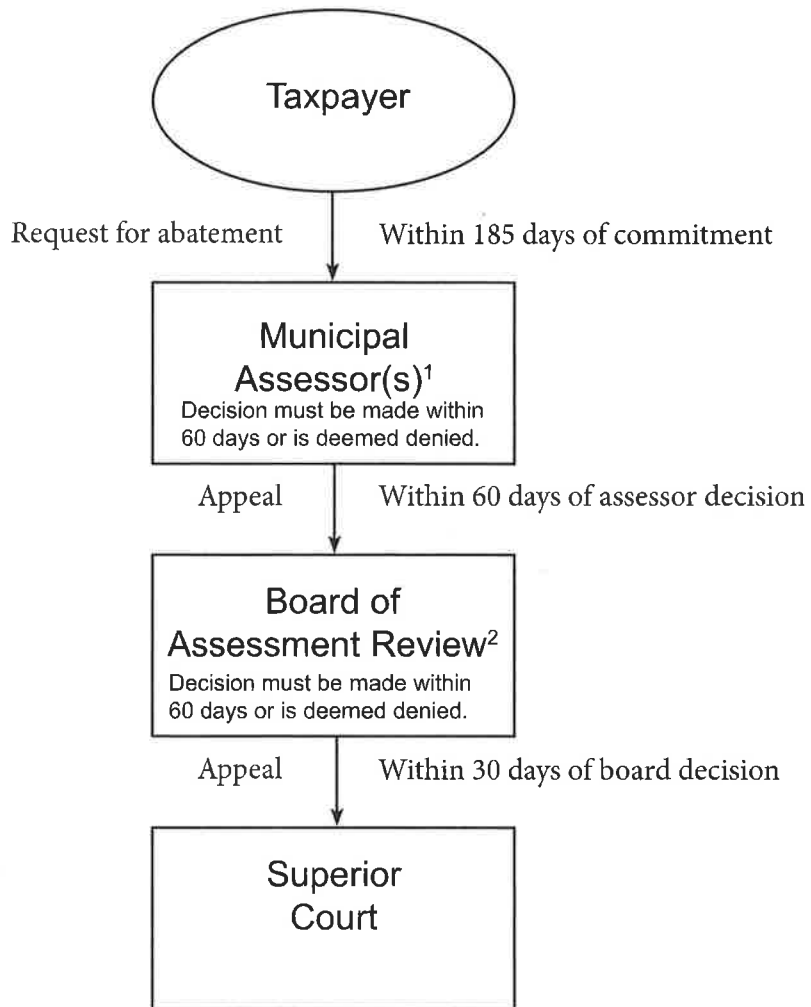 Taxpayer
Request for abatement Within 185 days of commitment
Municipal
Assessor(s)¹
Decision must be made within
60 days or is deemed denied.
Appeal Within 60 days of assessor decision
Board of
Assessment Review²
Decision must be made within
60 days or is deemed denied.
Appeal Within 30 days of board decision
Superior
Court